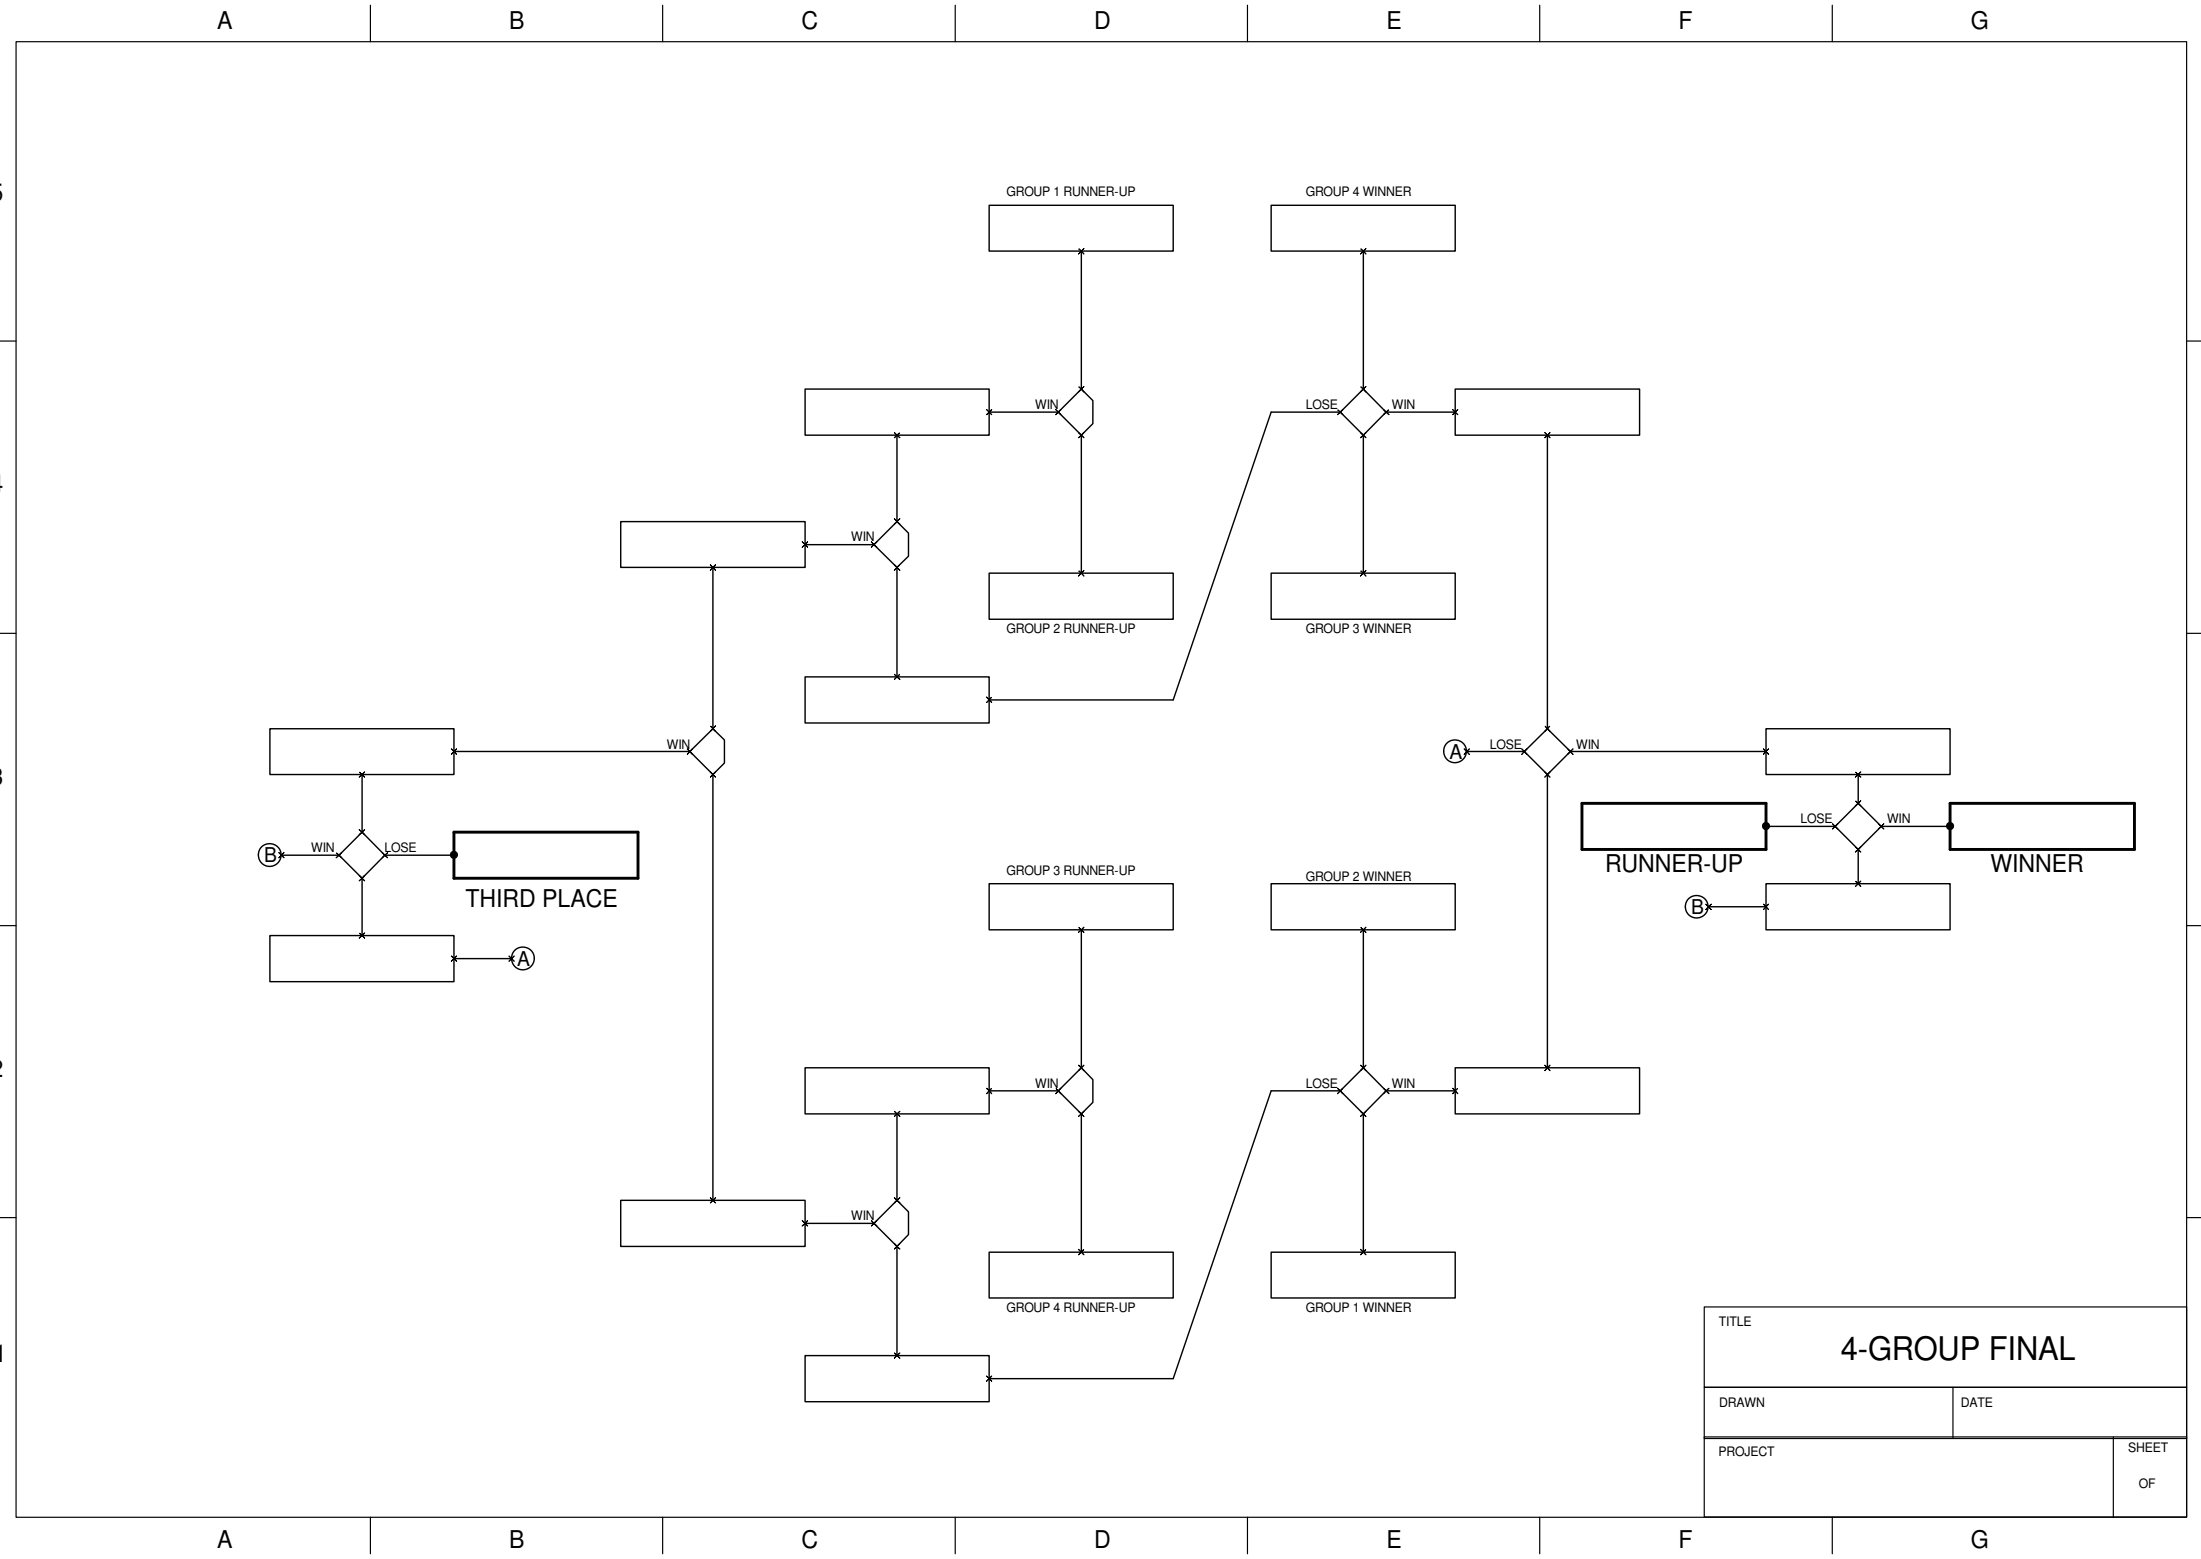 A B C D E F G
GROUP 1 RUNNER-UP GROUP 4 WINNER
WIN LOSE WIN
WIN
GROUP 2 RUNNER-UP GROUP 3 WINNER
WIN A LOSE WIN
LOSE WIN
B WIN LOSE
RUNNER-UP WINNER
THIRD PLACE
GROUP 3 RUNNER-UP GROUP 2 WINNER
B
A
WIN LOSE WIN
WIN
GROUP 4 RUNNER-UP GROUP 1 WINNER
TITLE
4-GROUP FINAL
DRAWN DATE
PROJECT SHEET
OF
A B C D E F G